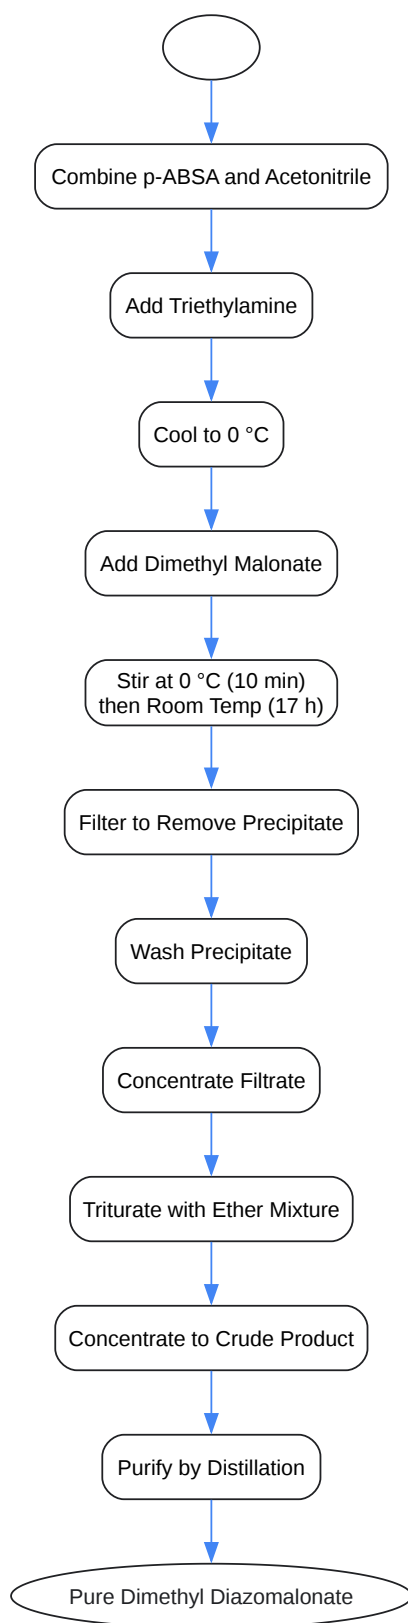 Combine p-ABSA and Acetonitrile
Add Triethylamine
Cool to 0 °C
Add Dimethyl Malonate
Stir at 0 °C (10 min)
then Room Temp (17 h)
Filter to Remove Precipitate
Wash Precipitate
Concentrate Filtrate
Triturate with Ether Mixture
Concentrate to Crude Product
Purify by Distillation
Pure Dimethyl Diazomalonate